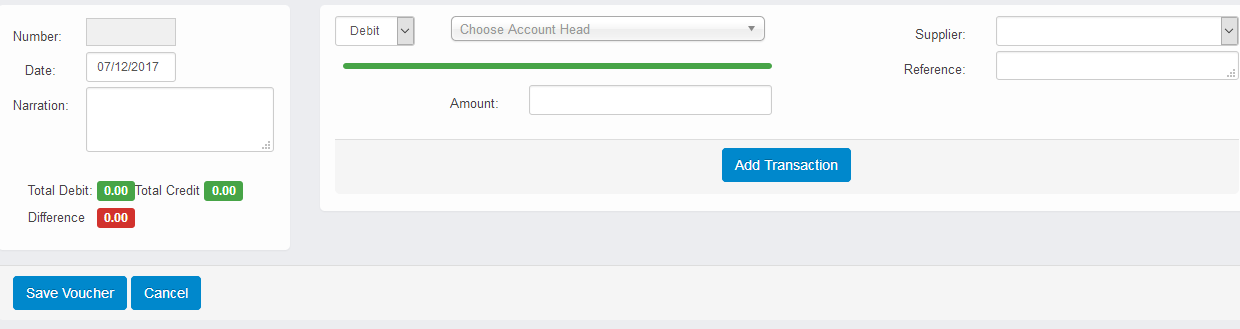 Number:
Date: 07/12/2017
Narration:
Total Debit: 0.00 Total Credit 0.00
Difference 0.00
Debit Choose Account Head
Amount:
Supplier:
Reference:
Add Transaction
Save Voucher Cancel